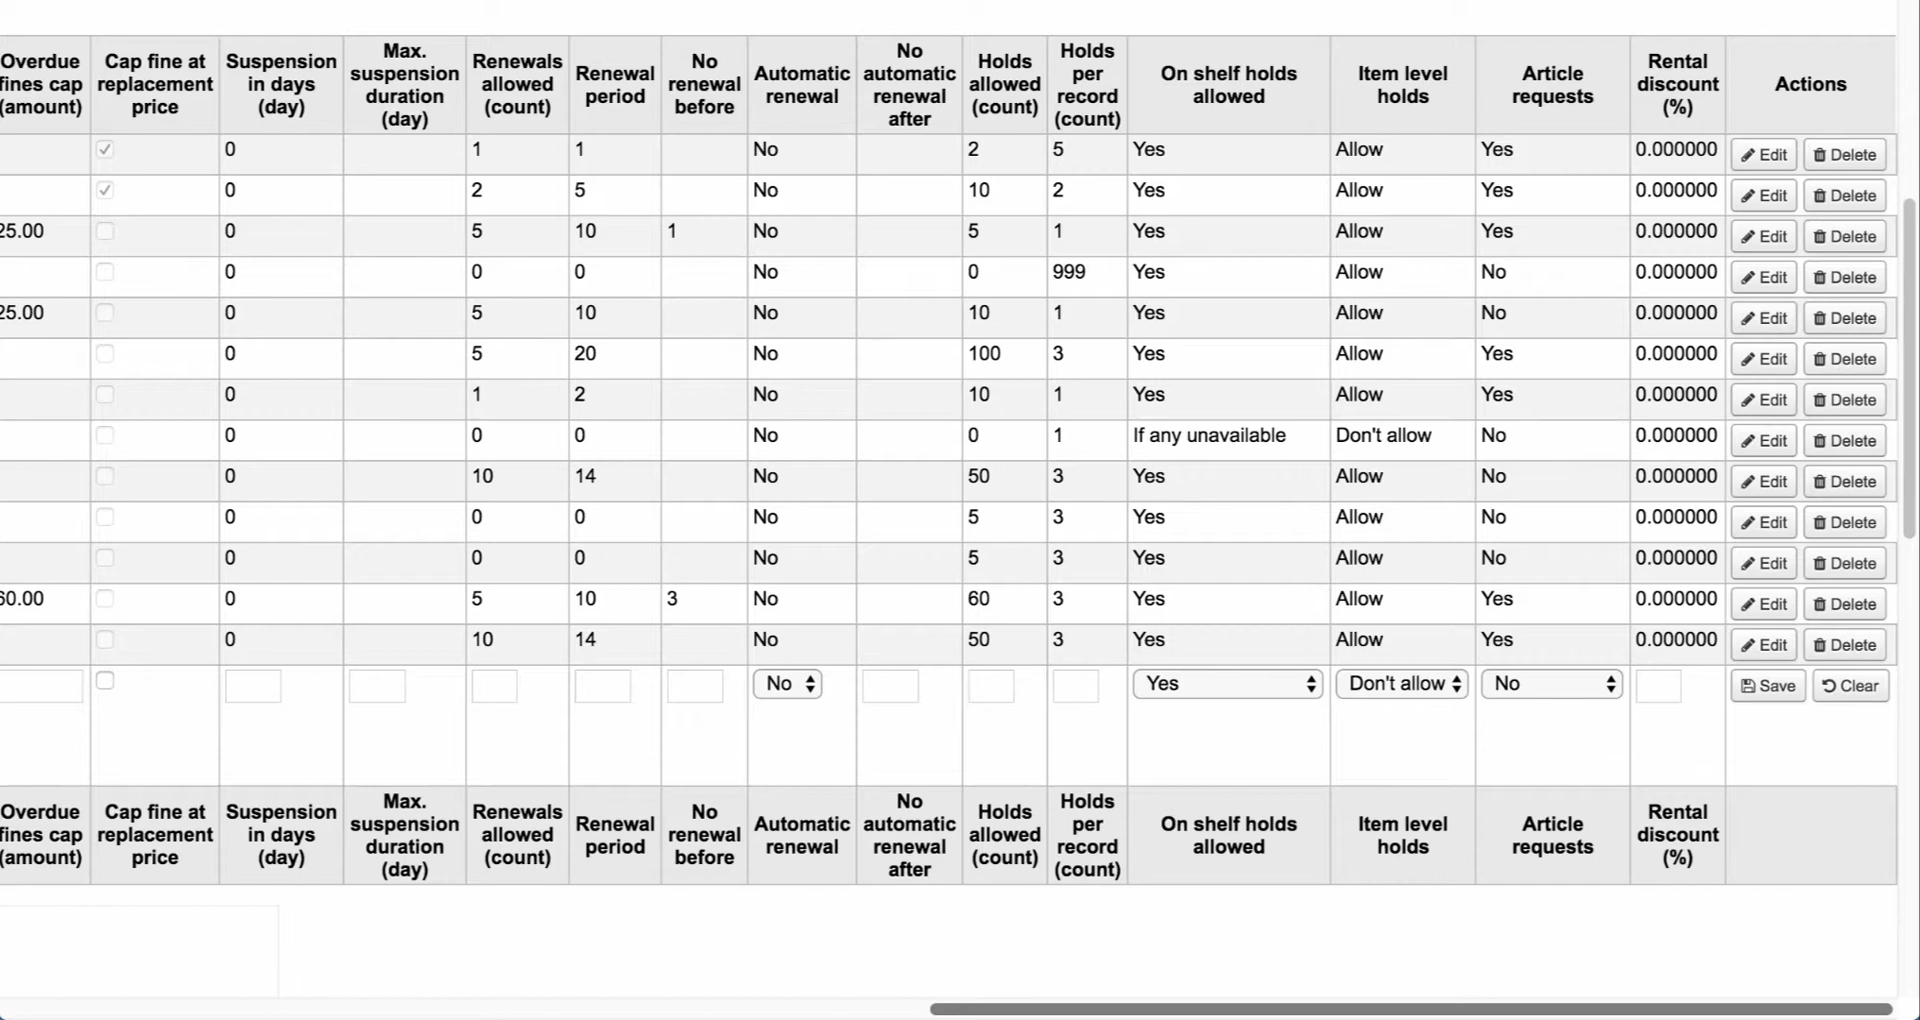 Overdue fines cap (amount) Cap fine at replacement price Suspension in days (day) Max. suspension duration (day) Renewals allowed (count) Renewal period No renewal before Automatic renewal No automatic renewal after Holds allowed (count) Holds per record (count) On shelf holds allowed Item level holds Article requests Rental discount (%) Actions
0 1 1 No 2 5 Yes Allow Yes 0.000000 Edit Delete
0 2 5 No 10 2 Yes Allow Yes 0.000000 Edit Delete
25.00 0 5 10 1 No 5 1 Yes Allow Yes 0.000000 Edit Delete
0 0 0 No 0 999 Yes Allow No 0.000000 Edit Delete
25.00 0 5 10 No 10 1 Yes Allow No 0.000000 Edit Delete
0 5 20 No 100 3 Yes Allow Yes 0.000000 Edit Delete
0 1 2 No 10 1 Yes Allow Yes 0.000000 Edit Delete
0 0 0 No 0 1 If any unavailable Don't allow No 0.000000 Edit Delete
0 10 14 No 50 3 Yes Allow No 0.000000 Edit Delete
0 0 0 No 5 3 Yes Allow No 0.000000 Edit Delete
0 0 0 No 5 3 Yes Allow No 0.000000 Edit Delete
60.00 0 5 10 3 No 60 3 Yes Allow Yes 0.000000 Edit Delete
0 10 14 No 50 3 Yes Allow Yes 0.000000 Edit Delete
No Yes Don't allow No Save Clear
Overdue fines cap (amount) Cap fine at replacement price Suspension in days (day) Max. suspension duration (day) Renewals allowed (count) Renewal period No renewal before Automatic renewal No automatic renewal after Holds allowed (count) Holds per record (count) On shelf holds allowed Item level holds Article requests Rental discount (%)